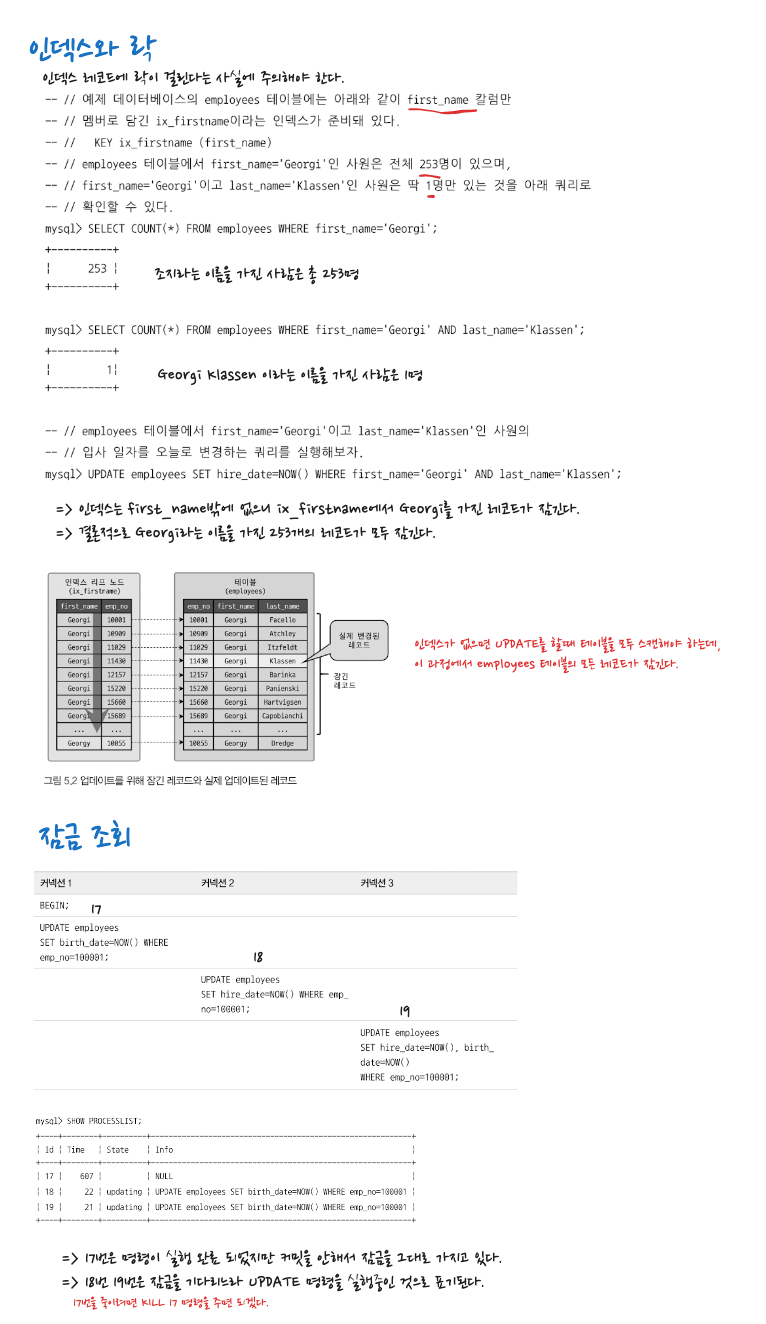 인덱스와 락
인덱스 레코드에 락이 걸린다는 사실에 주의해야 한다.
-- // 예제 데이터베이스의 employees 테이블에는 아래와 같이 first_name 칼럼만
-- // 멤버로 담긴 ix_firstname이라는 인덱스가 준비돼 있다.
-- //   KEY ix_firstname (first_name)
-- // employees 테이블에서 first_name='Georgi'인 사원은 전체 253명이 있으며,
-- // first_name='Georgi'이고 last_name='Klassen'인 사원은 딱 1명만 있는 것을 아래 쿼리로
-- // 확인할 수 있다.
mysql> SELECT COUNT(*) FROM employees WHERE first_name='Georgi';
+----------+
|      253 |
+----------+
조지라는 이름을 가진 사람은 총 253명
mysql> SELECT COUNT(*) FROM employees WHERE first_name='Georgi' AND last_name='Klassen';
+----------+
|        1|
+----------+
Georgi Klassen 이라는 이름을 가진 사람은 1명
-- // employees 테이블에서 first_name='Georgi'이고 last_name='Klassen'인 사원의
-- // 입사 일자를 오늘로 변경하는 쿼리를 실행해보자.
mysql> UPDATE employees SET hire_date=NOW() WHERE first_name='Georgi' AND last_name='Klassen';
=> 인덱스는 first_name밖에 없으니 ix_firstname에서 Georgi를 가진 레코드가 잠긴다.
=> 결론적으로 Georgi라는 이름을 가진 253개의 레코드가 모두 잠긴다.
인덱스 리프 노드
(ix_firstname)
first_name emp_no
Georgi 10001
Georgi 10909
Georgi 11029
Georgi 11430
Georgi 12157
Georgi 15220
Georgi 15660
Georgi 15689
... ...
Georgy 10055
테이블
(employees)
emp_no first_name last_name
10001 Georgi Facello
10909 Georgi Atchley
11029 Georgi Itzfeldt
11430 Georgi Klassen
12157 Georgi Barinka
15220 Georgi Panienski
15660 Georgi Hartvigsen
15689 Georgi Capobianchi
... ... ...
10055 Georgy Dredge
실제 변경된
레코드
잠긴
레코드
인덱스가 없으면 UPDATE를 할때 테이블을 모두 스캔해야 하는데,
이 과정에서 employees 테이블의 모든 레코드가 잠긴다.
그림 5.2 업데이트를 위해 잠긴 레코드와 실제 업데이트된 레코드
잠금 조회
커넥션 1 커넥션 2 커넥션 3
BEGIN; 17
UPDATE employees
SET birth_date=NOW() WHERE
emp_no=100001;
18
UPDATE employees
SET hire_date=NOW() WHERE emp_
no=100001;
19
UPDATE employees
SET hire_date=NOW(), birth_
date=NOW()
WHERE emp_no=100001;
mysql> SHOW PROCESSLIST;
+----+-------+----------+---------------------------------------------------------+
| Id | Time  | State    | Info                                                    |
+----+-------+----------+---------------------------------------------------------+
| 17 |   607 |          | NULL                                                    |
| 18 |    22 | updating | UPDATE employees SET birth_date=NOW() WHERE emp_no=100001 |
| 19 |    21 | updating | UPDATE employees SET birth_date=NOW() WHERE emp_no=100001 |
+----+-------+----------+---------------------------------------------------------+
=> 17번은 명령이 실행 완료 되었지만 커밋을 안해서 잠금을 그대로 가지고 있다.
=> 18번 19번은 잠금을 기다리느라 UPDATE 명령을 실행중인 것으로 표기된다.
17번을 죽이려면 KILL 17 명령을 주면 되겠다.